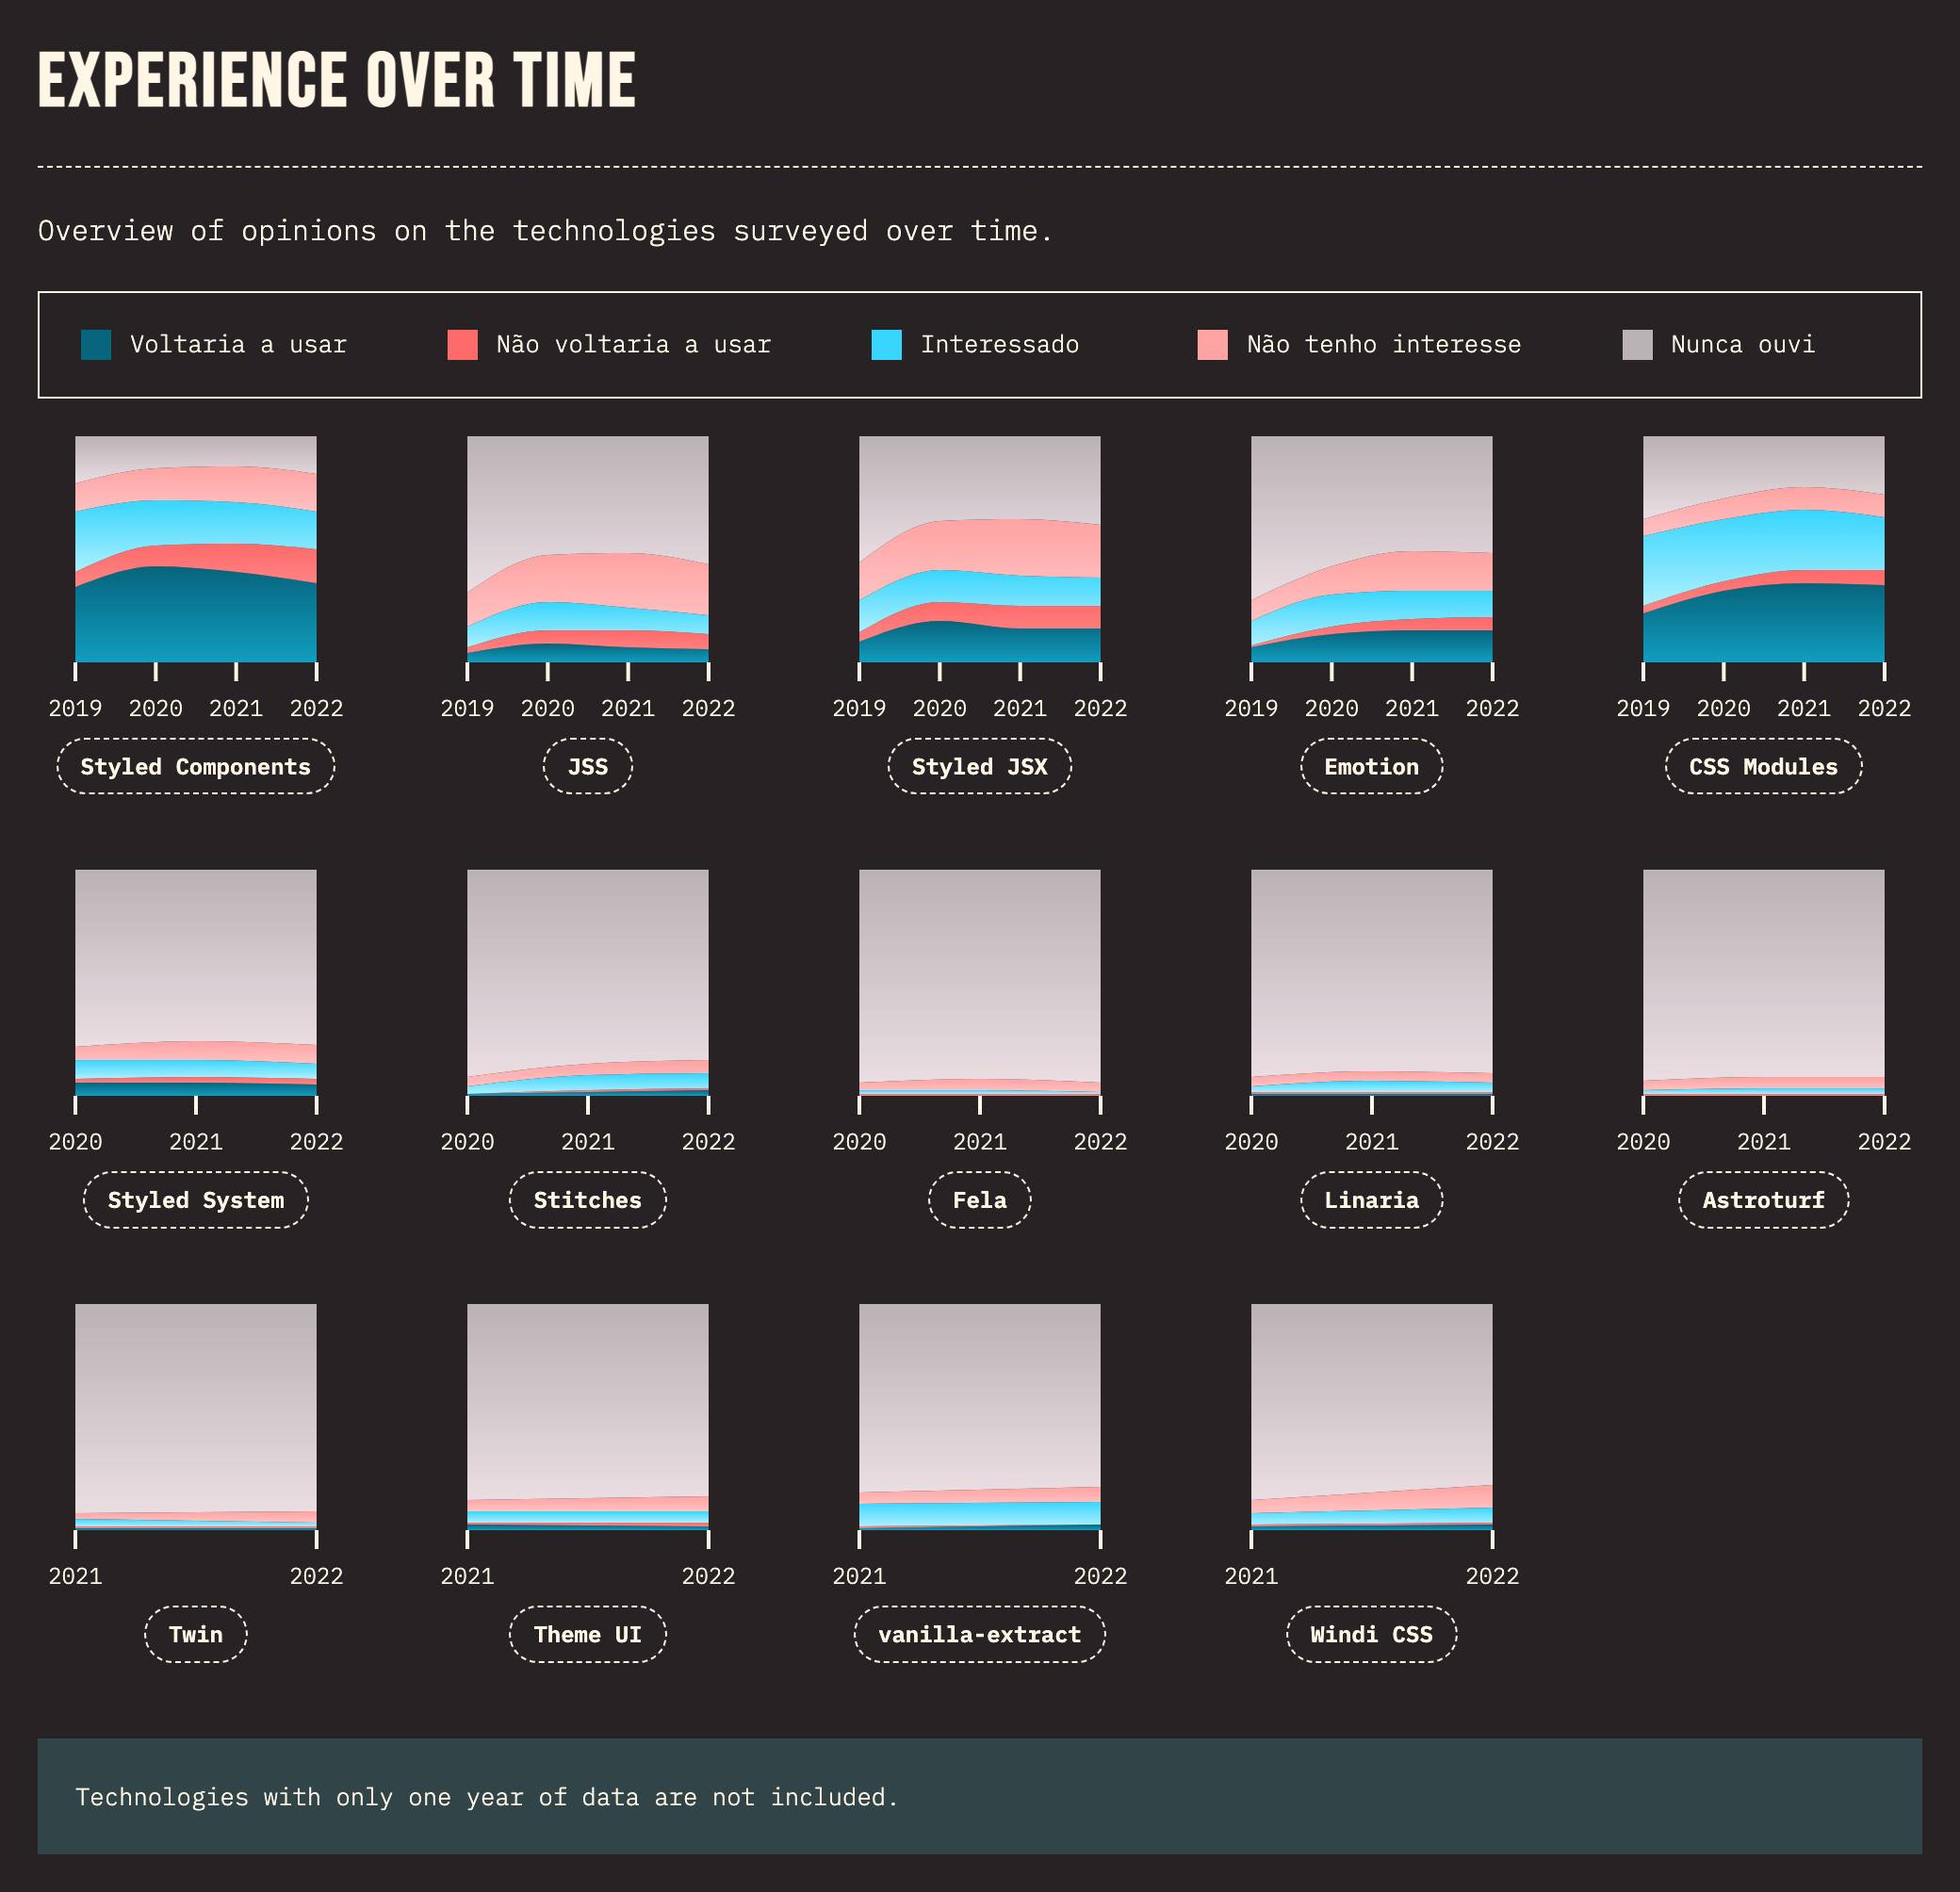 EXPERIENCE OVER TIME
Overview of opinions on the technologies surveyed over time.
Voltaria a usar Não voltaria a usar Interessado Não tenho interesse Nunca ouvi
2019 2020 2021 2022 2019 2020 2021 2022 2019 2020 2021 2022 2019 2020 2021 2022 2019 2020 2021 2022
Styled Components JSS Styled JSX Emotion CSS Modules
2020 2021 2022 2020 2021 2022 2020 2021 2022 2020 2021 2022 2020 2021 2022
Styled System Stitches Fela Linaria Astroturf
2021 2022 2021 2022 2021 2022 2021 2022
Twin Theme UI vanilla-extract Windi CSS
Technologies with only one year of data are not included.